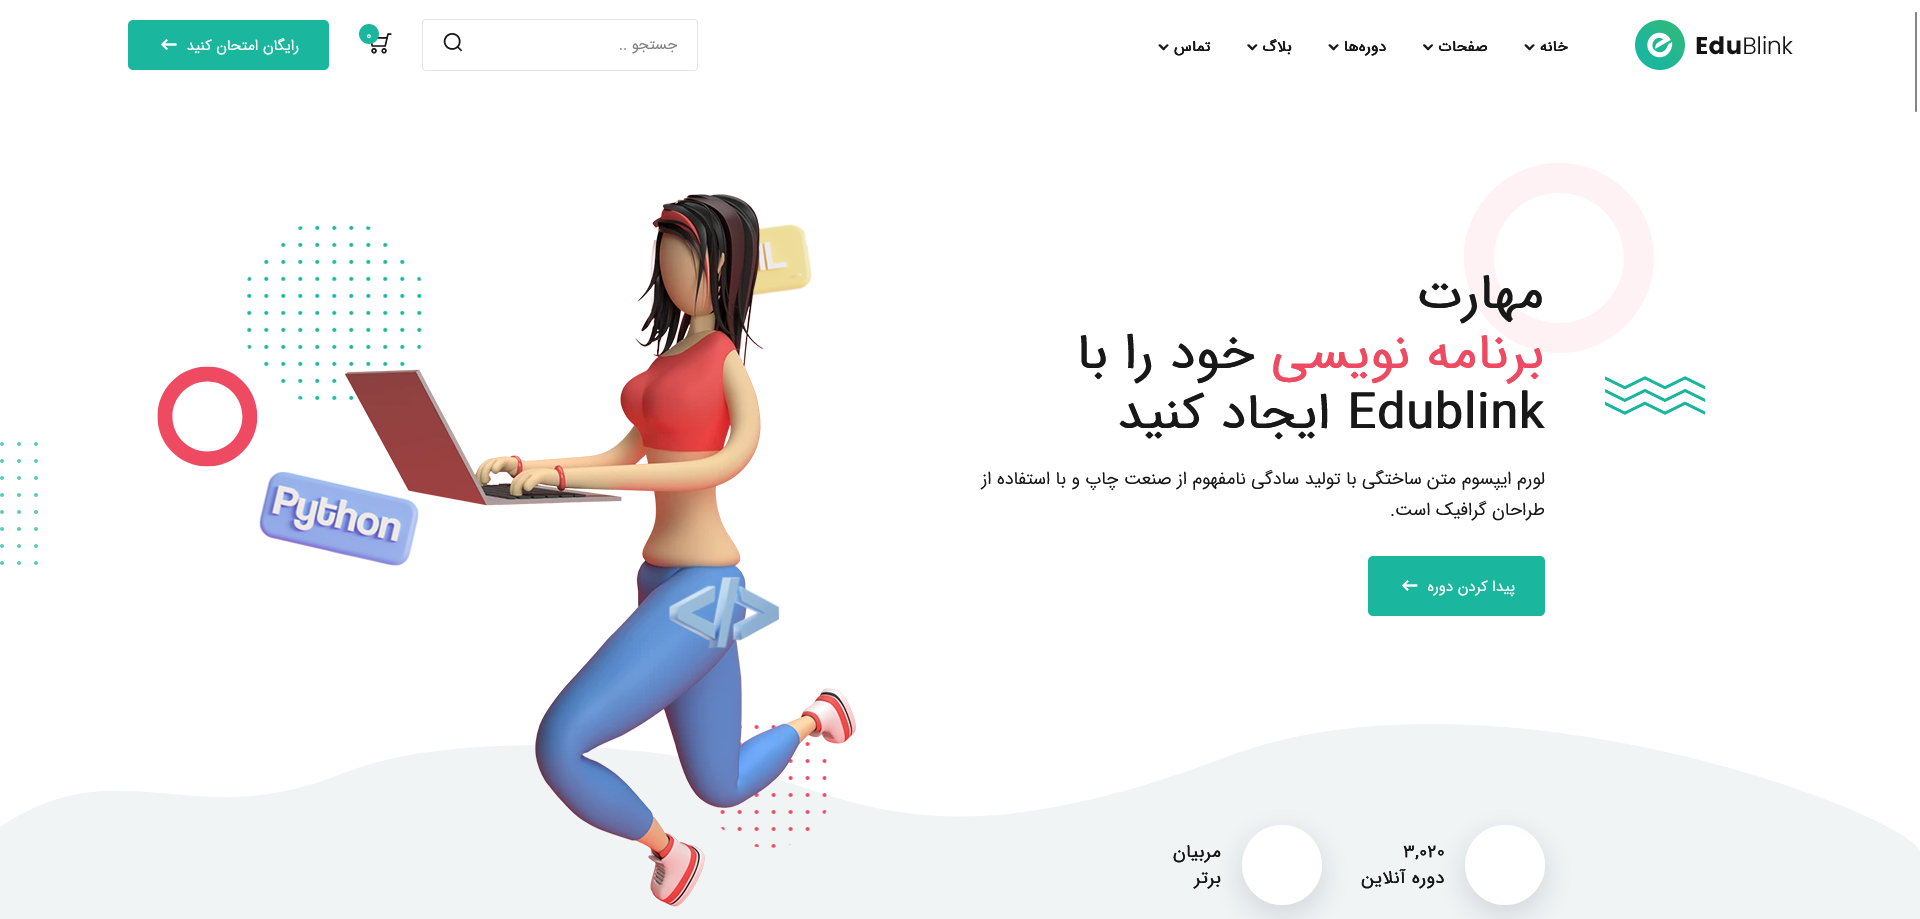 EduBlink
خانه
صفحات
دوره‌ها
بلاگ
تماس
جستجو ..
۰
رایگان امتحان کنید
مهارت
برنامه نویسی خود را با
Edublink ایجاد کنید
لورم ایپسوم متن ساختگی با تولید سادگی نامفهوم از صنعت چاپ و با استفاده از
طراحان گرافیک است.
پیدا کردن دوره
Python
</>
۳,۰۲۰
دوره آنلاین
مربیان
برتر